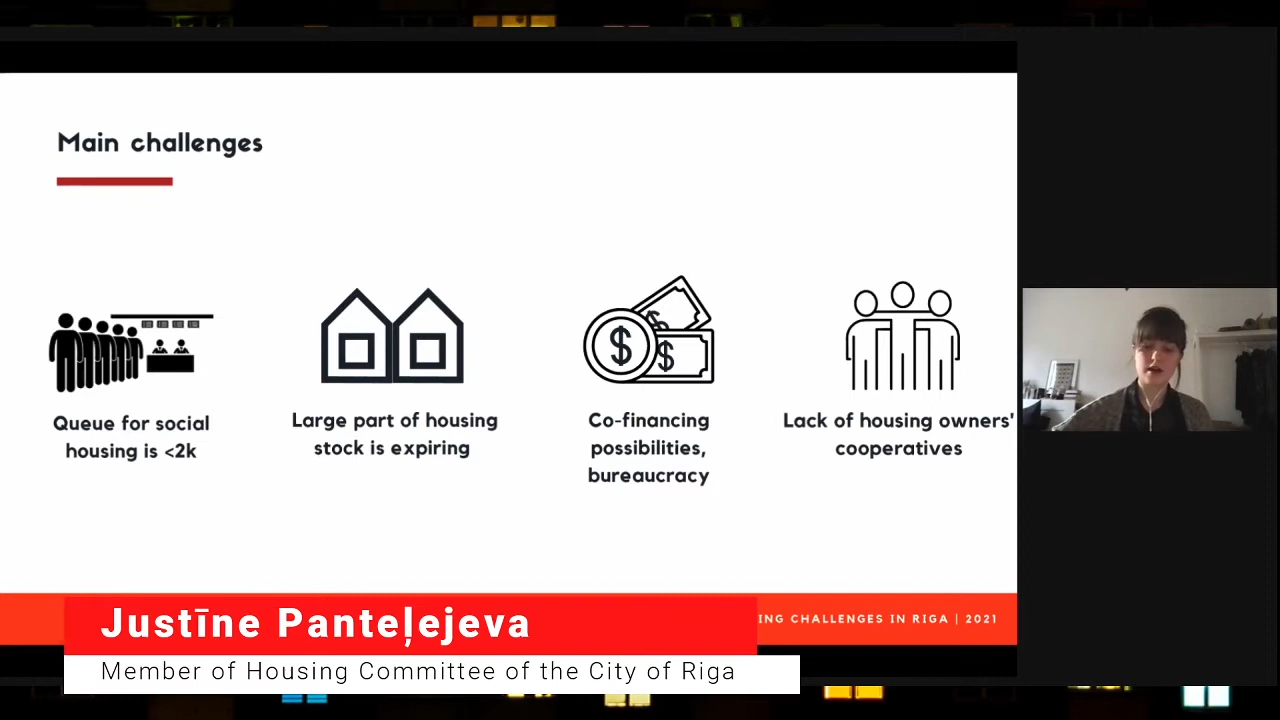 Main challenges
Queue for social
housing is <2k
Large part of housing
stock is expiring
Co-financing
possibilities,
bureaucracy
Lack of housing owners'
cooperatives
CHALLENGES IN RIGA | 2021
Justīne Panteļejeva
Member of Housing Committee of the City of Riga